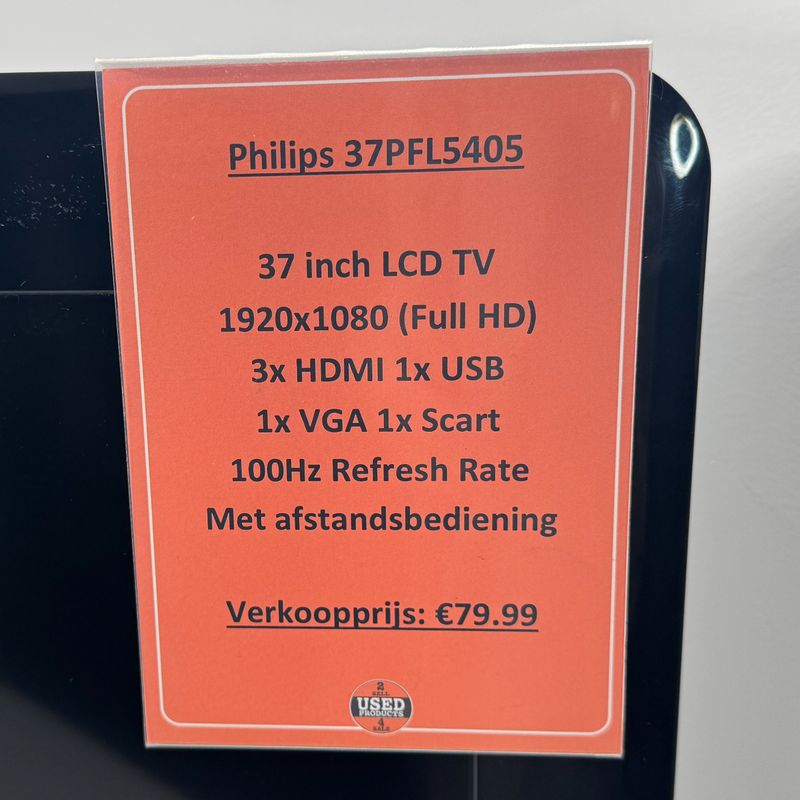 Philips 37PFL5405
37 inch LCD TV
1920x1080 (Full HD)
3x HDMI 1x USB
1x VGA 1x Scart
100Hz Refresh Rate
Met afstandsbediening
Verkoopprijs: €79.99
2
SELL
USED
PRODUCTS
4
SALE